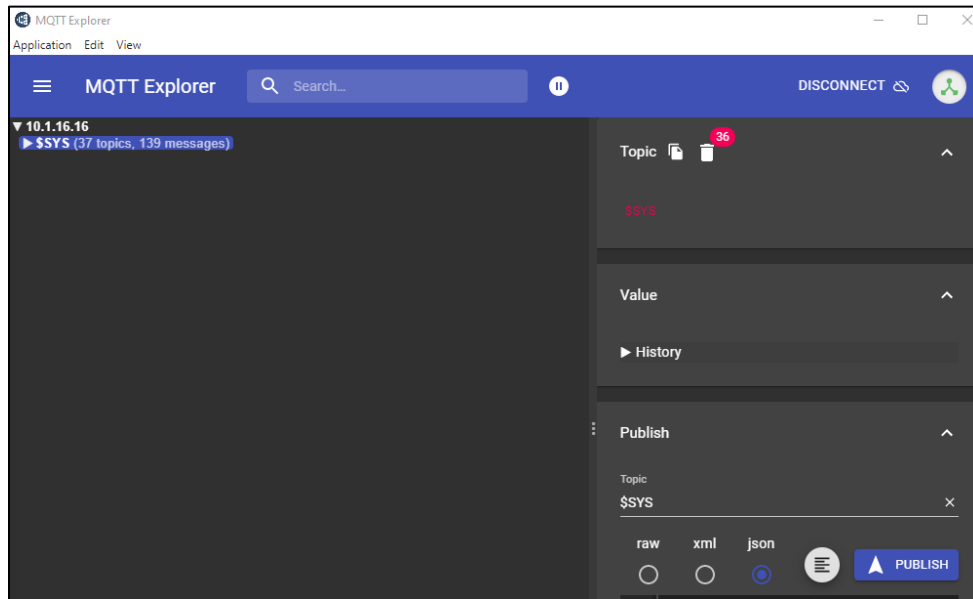 MQTT Explorer
Application Edit View
MQTT Explorer
Search...
DISCONNECT
▼ 10.1.16.16
▶ $SYS (37 topics, 139 messages)
Topic
36
$SYS
Value
▶ History
Publish
Topic
$SYS
raw xml json
PUBLISH